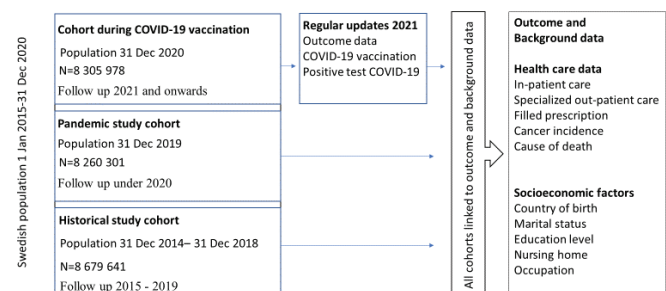 Swedish population 1 Jan 2015-31 Dec 2020
Cohort during COVID-19 vaccination
Population 31 Dec 2020
N=8 305 978
Follow up 2021 and onwards
Pandemic study cohort
Population 31 Dec 2019
N=8 260 301
Follow up under 2020
Historical study cohort
Population 31 Dec 2014– 31 Dec 2018
N=8 679 641
Follow up 2015 - 2019
Regular updates 2021
Outcome data
COVID-19 vaccination
Positive test COVID-19
All cohorts linked to outcome and background data
Outcome and
Background data
Health care data
In-patient care
Specialized out-patient care
Filled prescription
Cancer incidence
Cause of death
Socioeconomic factors
Country of birth
Marital status
Education level
Nursing home
Occupation